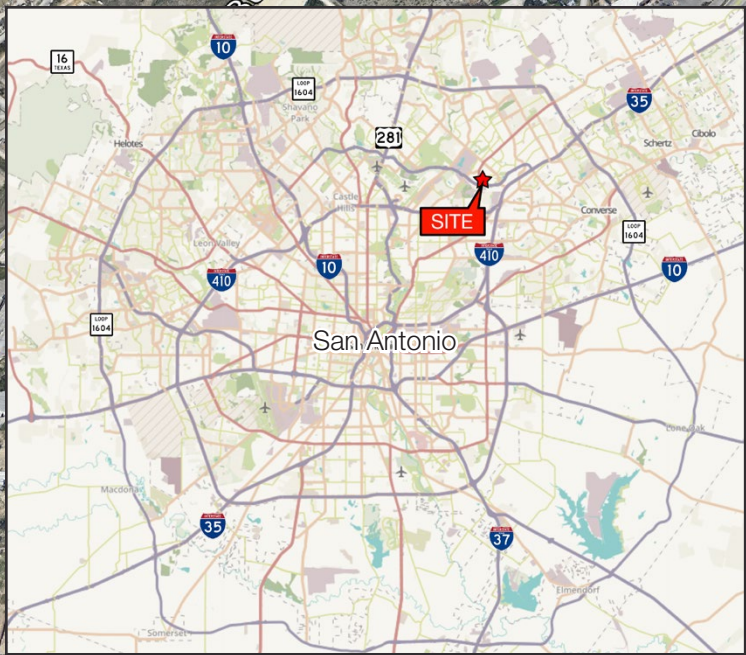 10
16
TEXAS
LOOP
1604
Shavano
Park
35
281
Helotes
Schertz
Cibolo
Castle
Hills
SITE
Converse
LOOP
1604
Leon Valley
410
10
410
10
LOOP
1604
San Antonio
Lone Oak
Macdona
35
37
Elmendorf
Somerset